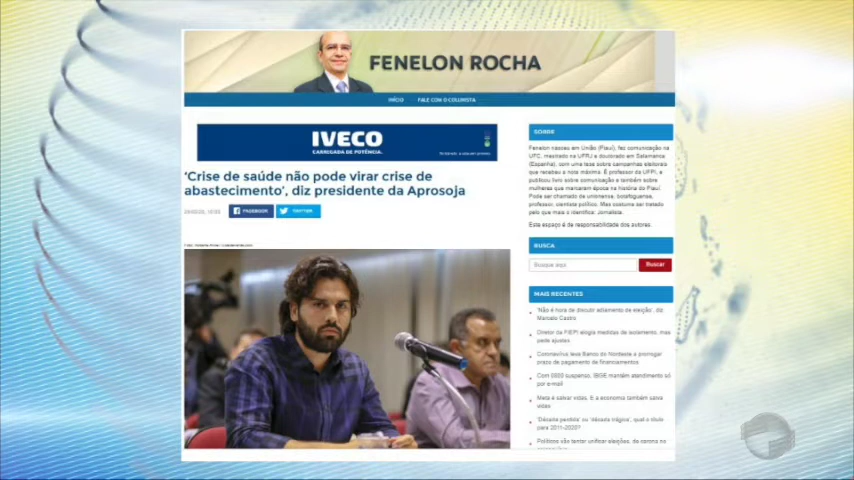 FENELON ROCHA
INÍCIO FALE COM O COLUNISTA
IVECO
CARREGADA DE POTÊNCIA.
'Crise de saúde não pode virar crise de
abastecimento', diz presidente da Aprosoja
FACEBOOK TWITTER
SOBRE
Fenelon nasceu em União (Piauí), fez comunicação na
UFC, mestrado na UFRJ e doutorado em Salamanca
(Espanha), com uma tese sobre campanhas eleitorais
que recebeu a nota máxima. É professor da UFPI, e
publicou livro sobre comunicação e também sobre
mulheres que marcaram época na história do Piauí.
Pode ser chamado de unionense, botafoguense,
professor, cientista político. Mas costuma ser tratado
pelo que mais o identifica: Jornalista.
Este espaço é de responsabilidade dos autores.
BUSCA
Busque aqui Buscar
MAIS RECENTES
'Não é hora de discutir adiamento de eleição', diz
Marcelo Castro
Diretor da FIEPI elogia medidas de isolamento, mas
pede ajustes
Coronavírus leva Banco do Nordeste a prorrogar
prazo de pagamento de financiamentos
Com 0800 suspenso, IBGE mantém atendimento só
por e-mail
Meta é salvar vidas. E a economia também salva
vidas
'Década perdida' ou 'década trágica', qual o título
para 2011-2020?
Políticos vão tentar unificar eleições, de carona no